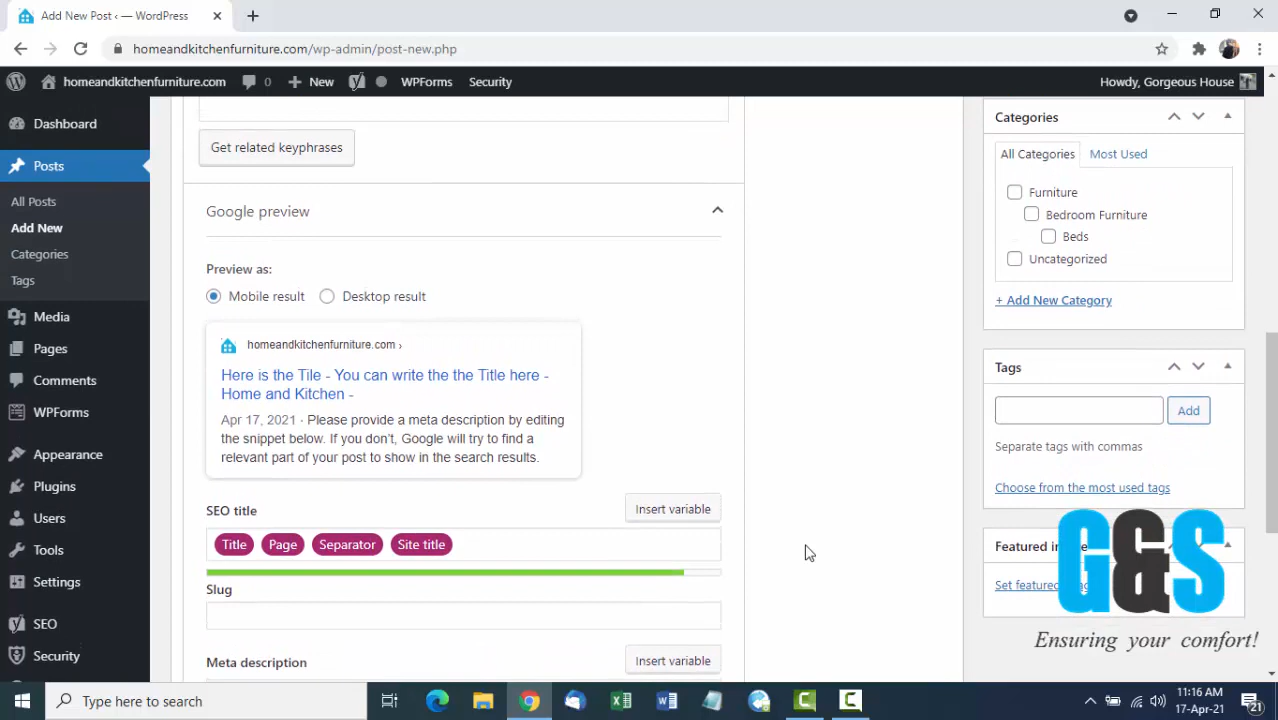 Add New Post ‹ — WordPress
homeandkitchenfurniture.com/wp-admin/post-new.php
homeandkitchenfurniture.com
0
New
WPForms
Security
Howdy, Gorgeous House
Dashboard
Posts
All Posts
Add New
Categories
Tags
Media
Pages
Comments
WPForms
Appearance
Plugins
Users
Tools
Settings
SEO
Security
Get related keyphrases
Google preview
Preview as:
Mobile result
Desktop result
homeandkitchenfurniture.com ›
Here is the Tile - You can write the the Title here -
Home and Kitchen -
Apr 17, 2021 · Please provide a meta description by editing
the snippet below. If you don't, Google will try to find a
relevant part of your post to show in the search results.
SEO title
Insert variable
Title Page Separator Site title
Slug
Meta description
Insert variable
Categories
All Categories
Most Used
Furniture
Bedroom Furniture
Beds
Uncategorized
+ Add New Category
Tags
Add
Separate tags with commas
Choose from the most used tags
Featured
Set featured
G&S
Ensuring your comfort!
Type here to search
11:16 AM
17-Apr-21
21